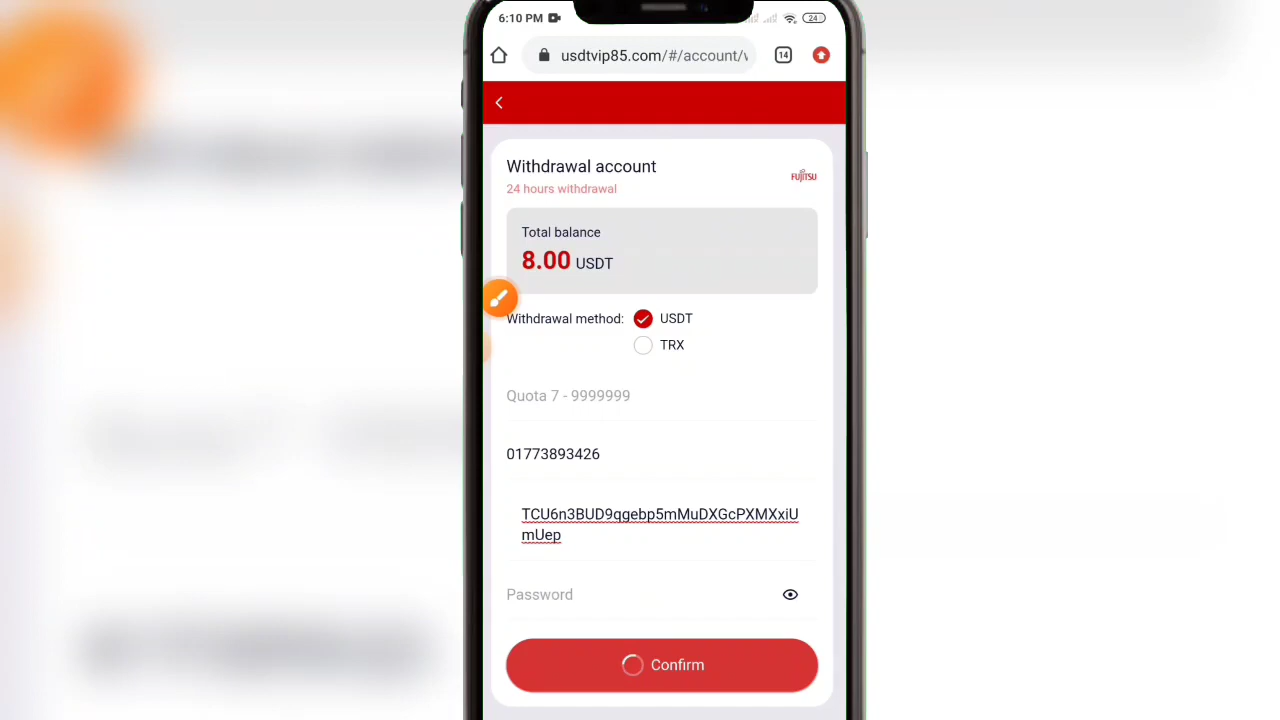 6:10 PM 24
usdtvip85.com/#/account/v 14
Withdrawal account
24 hours withdrawal
FUJITSU
Total balance
8.00 USDT
Withdrawal method: USDT
TRX
Quota 7 - 9999999
01773893426
TCU6n3BUD9qgebp5mMuDXGcPXMXxiU
mUep
Password
Confirm